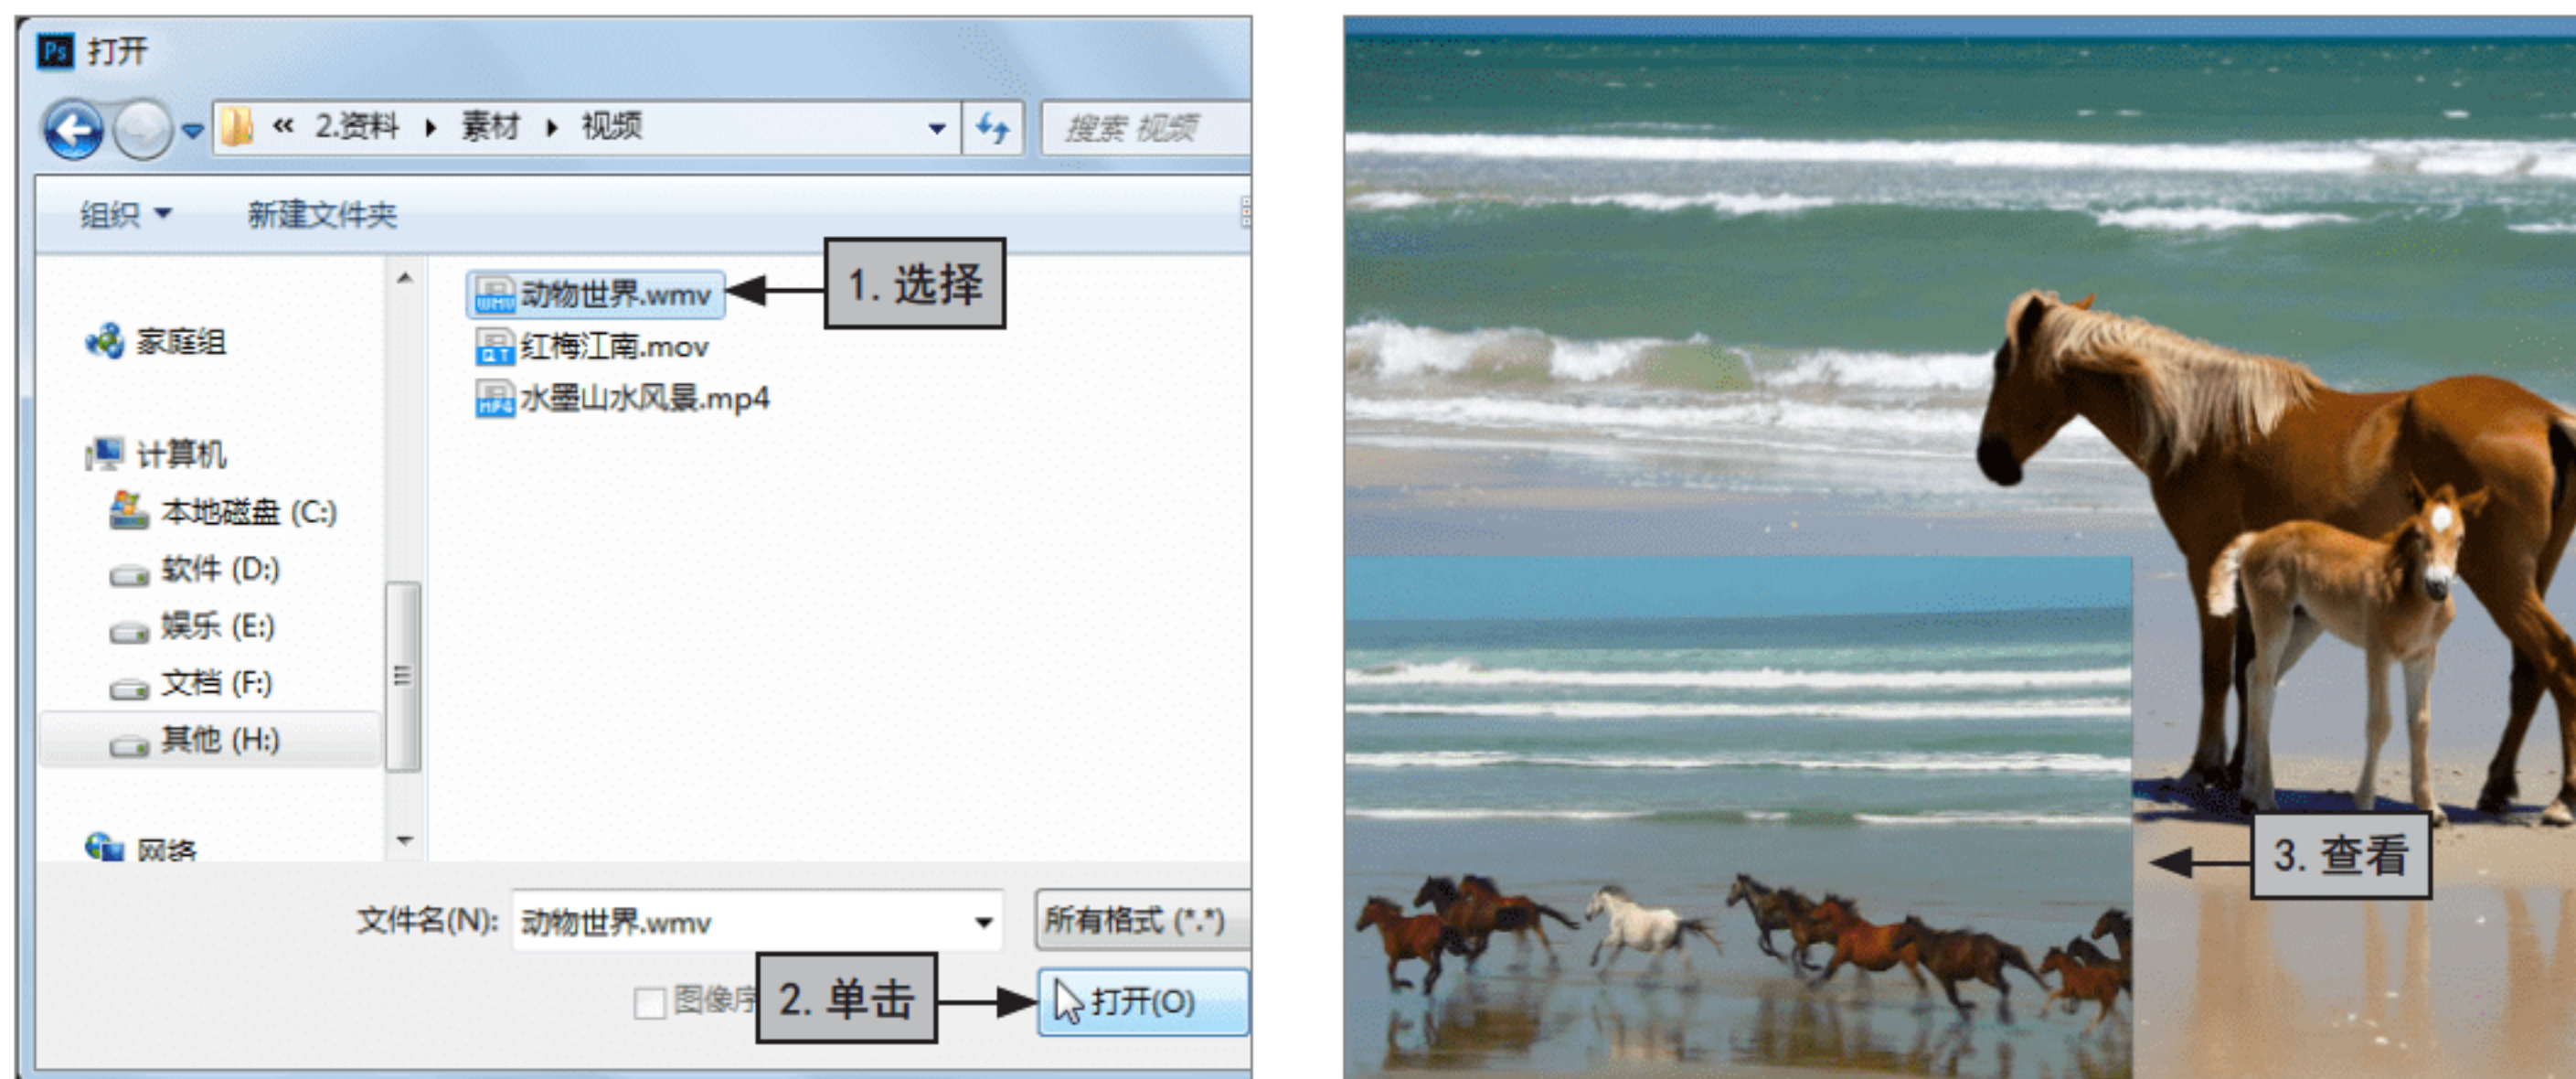 Ps 打开
« 2.资料 ▸ 素材 ▸ 视频
搜索 视频
组织
新建文件夹
家庭组
计算机
本地磁盘 (C:)
软件 (D:)
娱乐 (E:)
文档 (F:)
其他 (H:)
网络
WMV 动物世界.wmv
1. 选择
QT 红梅江南.mov
MP4 水墨山水风景.mp4
文件名(N): 动物世界.wmv
所有格式 (*.*)
图像序
2. 单击
打开(O)
3. 查看